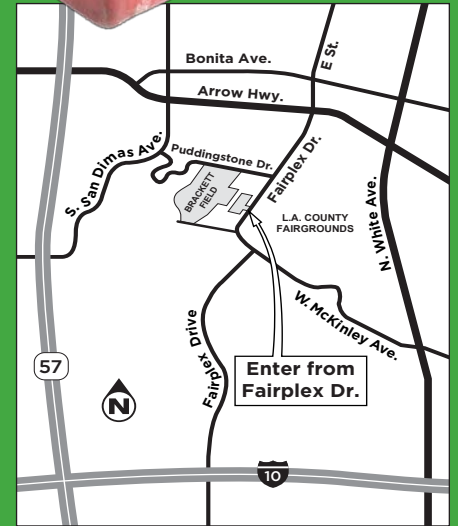 Bonita Ave.
E St.
Arrow Hwy.
S. San Dimas Ave.
Puddingstone Dr.
Fairplex Dr.
BRACKETT
FIELD
L.A. COUNTY
FAIRGROUNDS
N. White Ave.
W. McKinley Ave.
Fairplex Drive
Enter from
Fairplex Dr.
57
N
10